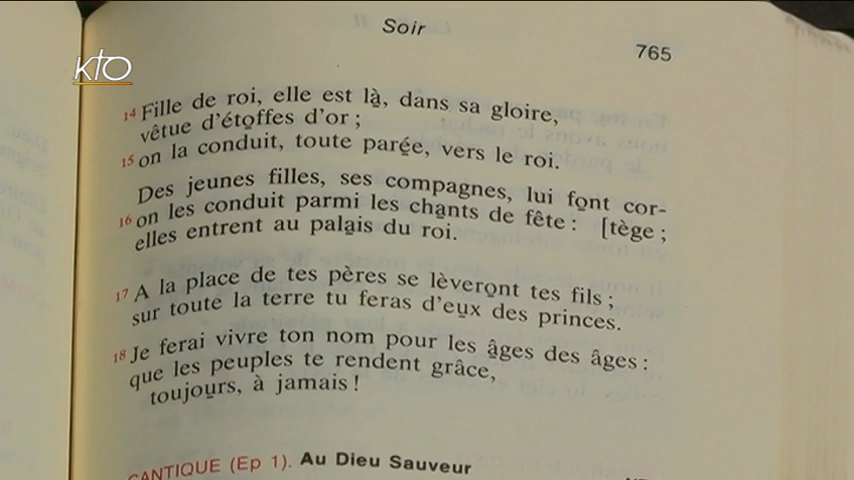 Soir
765
KTO
14 Fille de roi, elle est là, dans sa gloire,
vêtue d'étoffes d'or ;
15 on la conduit, toute parée, vers le roi.
Des jeunes filles, ses compagnes, lui font cor-
16 on les conduit parmi les chants de fête : [tège ;
elles entrent au palais du roi.
17 A la place de tes pères se lèveront tes fils ;
sur toute la terre tu feras d'eux des princes.
18 Je ferai vivre ton nom pour les âges des âges :
que les peuples te rendent grâce,
toujours, à jamais !
CANTIQUE (Ep 1). Au Dieu Sauveur